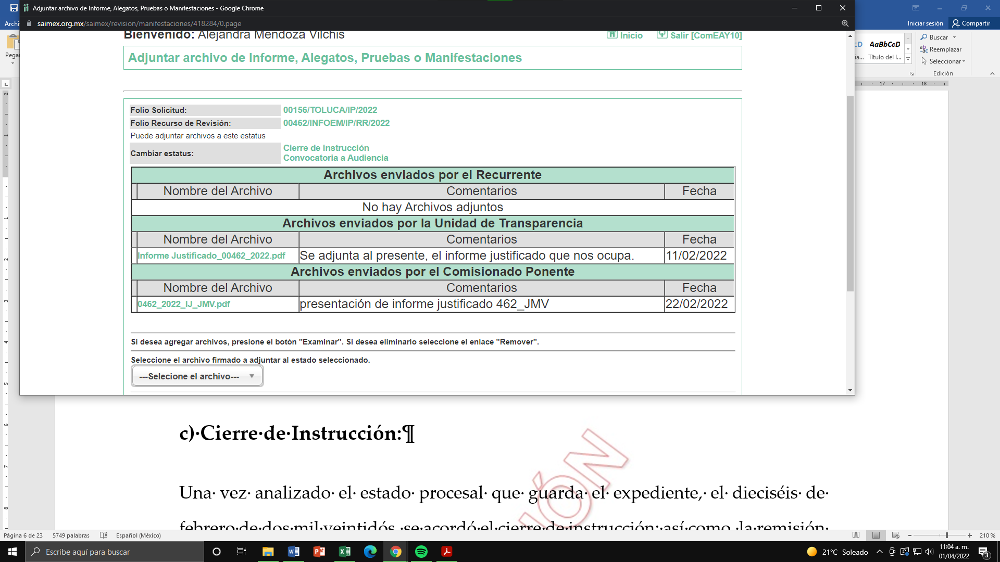 Adjuntar archivo de Informe, Alegatos, Pruebas o Manifestaciones - Google Chrome
saimex.org.mx/saimex/revision/manifestaciones/418284/0.page
Archi
Pegar
Iniciar sesión
Compartir
Buscar
Reemplazar
Seleccionar
Edición
AaBbCcD
Título del I...
Bienvenido: Alejandra Mendoza Vilchis
Inicio
Salir [ComEAY10]
Adjuntar archivo de Informe, Alegatos, Pruebas o Manifestaciones
Folio Solicitud: 00156/TOLUCA/IP/2022
Folio Recurso de Revisión: 00462/INFOEM/IP/RR/2022
Puede adjuntar archivos a este estatus
Cambiar estatus: Cierre de instrucción
Convocatoria a Audiencia
Archivos enviados por el Recurrente
Nombre del Archivo Comentarios Fecha
No hay Archivos adjuntos
Archivos enviados por la Unidad de Transparencia
Nombre del Archivo Comentarios Fecha
Informe Justificado_00462_2022.pdf Se adjunta al presente, el informe justificado que nos ocupa. 11/02/2022
Archivos enviados por el Comisionado Ponente
Nombre del Archivo Comentarios Fecha
0462_2022_IJ_JMV.pdf presentación de informe justificado 462_JMV 22/02/2022
Si desea agregar archivos, presione el botón "Examinar". Si desea eliminarlo seleccione el enlace "Remover".
Seleccione el archivo firmado a adjuntar al estado seleccionado.
---Selecione el archivo---
c)·Cierre·de·Instrucción:¶
Una· vez· analizado· el· estado· procesal· que· guarda· el· expediente,· el· dieciséis· de·
febrero·de·dos·mil·veintidós,·se·acordó·el·cierre·de·instrucción;·así·como,·la·remisión·
Página 6 de 23 5749 palabras Español (México) 210 %
Escribe aquí para buscar
21°C Soleado
11:04 a. m.
01/04/2022
3